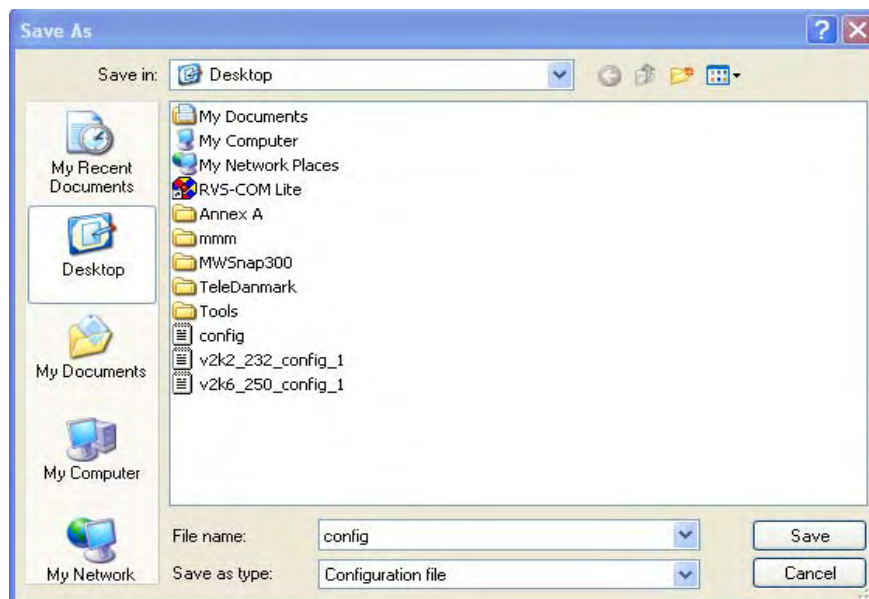 Save As
Save in:
Desktop
My Recent
Documents
Desktop
My Documents
My Computer
My Network
My Documents
My Computer
My Network Places
RVS-COM Lite
Annex A
mmm
MWSnap300
TeleDanmark
Tools
config
v2k2_232_config_1
v2k6_250_config_1
File name:
config
Save
Save as type:
Configuration file
Cancel